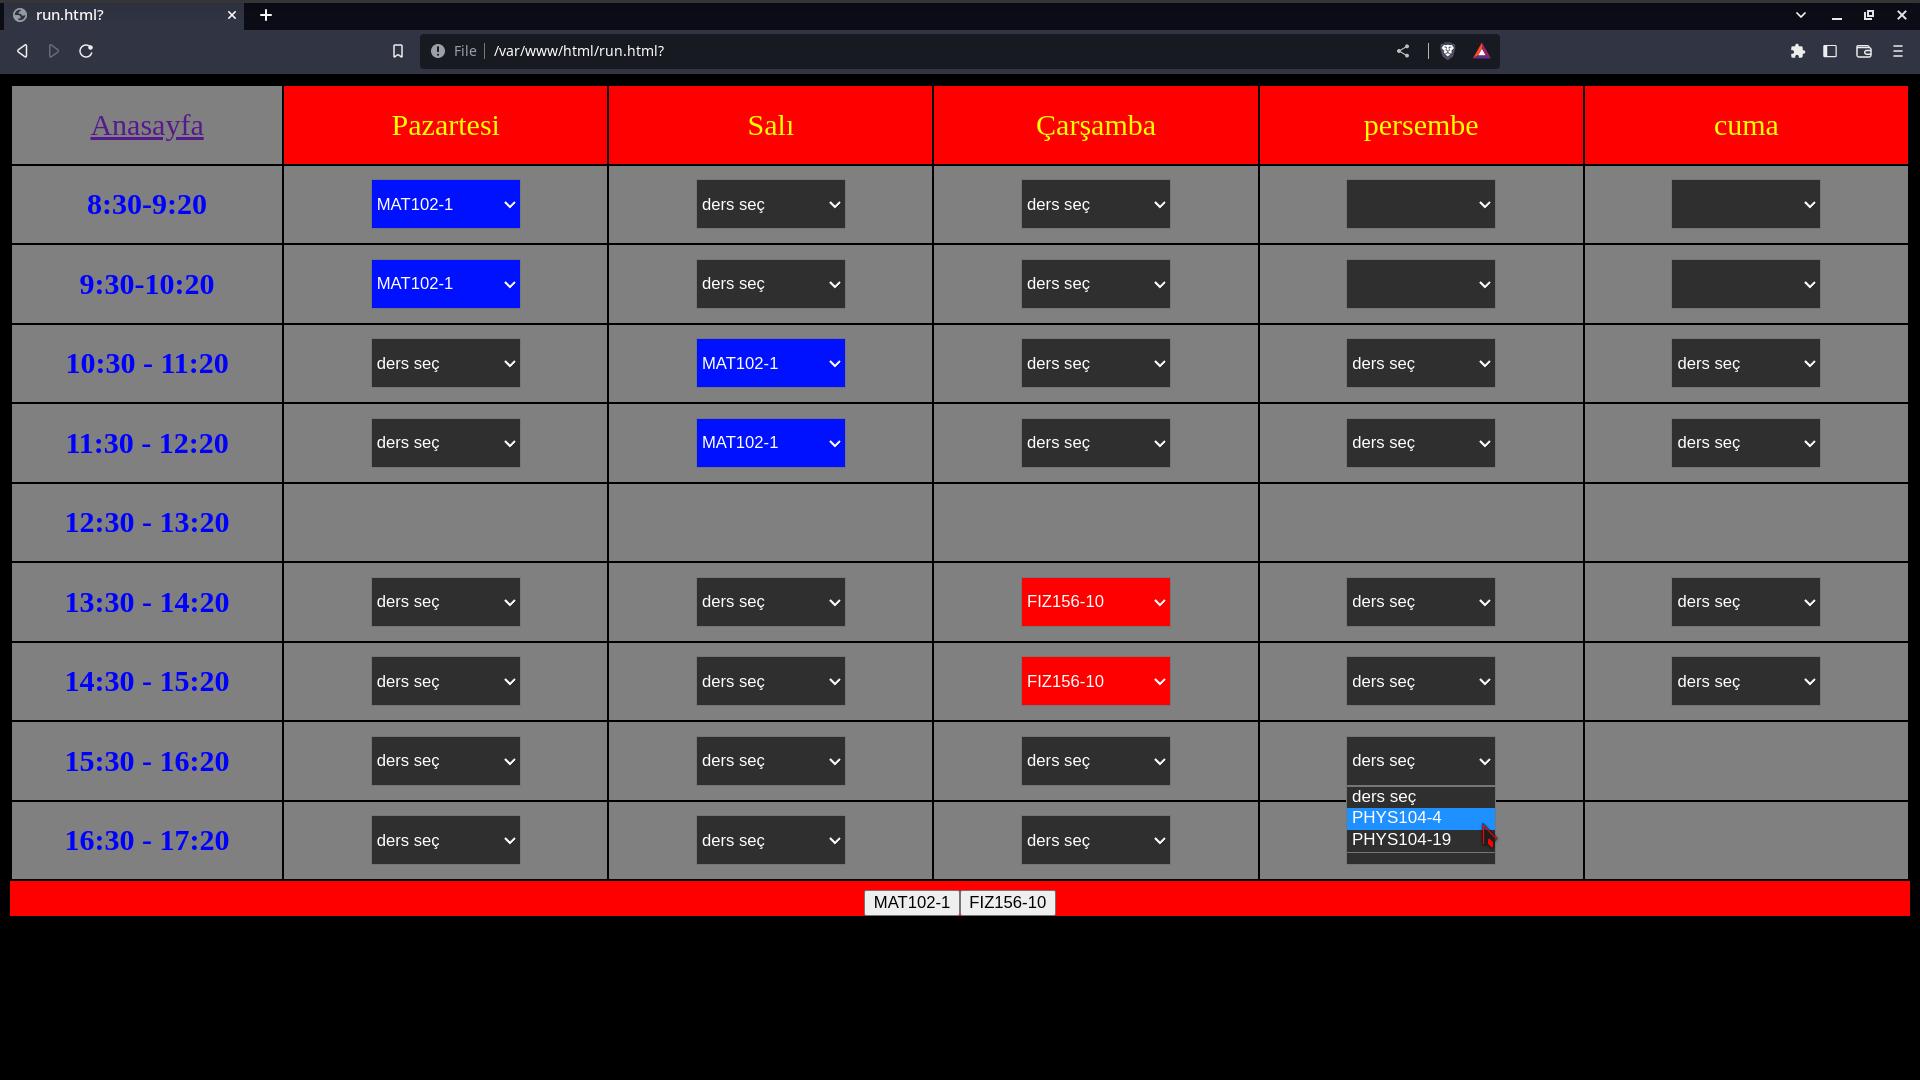 run.html?
File /var/www/html/run.html?
Anasayfa Pazartesi Salı Çarşamba persembe cuma
8:30-9:20 MAT102-1 ders seç ders seç
9:30-10:20 MAT102-1 ders seç ders seç
10:30 - 11:20 ders seç MAT102-1 ders seç ders seç ders seç
11:30 - 12:20 ders seç MAT102-1 ders seç ders seç ders seç
12:30 - 13:20
13:30 - 14:20 ders seç ders seç FIZ156-10 ders seç ders seç
14:30 - 15:20 ders seç ders seç FIZ156-10 ders seç ders seç
15:30 - 16:20 ders seç ders seç ders seç ders seç
ders seç
PHYS104-4
PHYS104-19
16:30 - 17:20 ders seç ders seç ders seç
MAT102-1 FIZ156-10